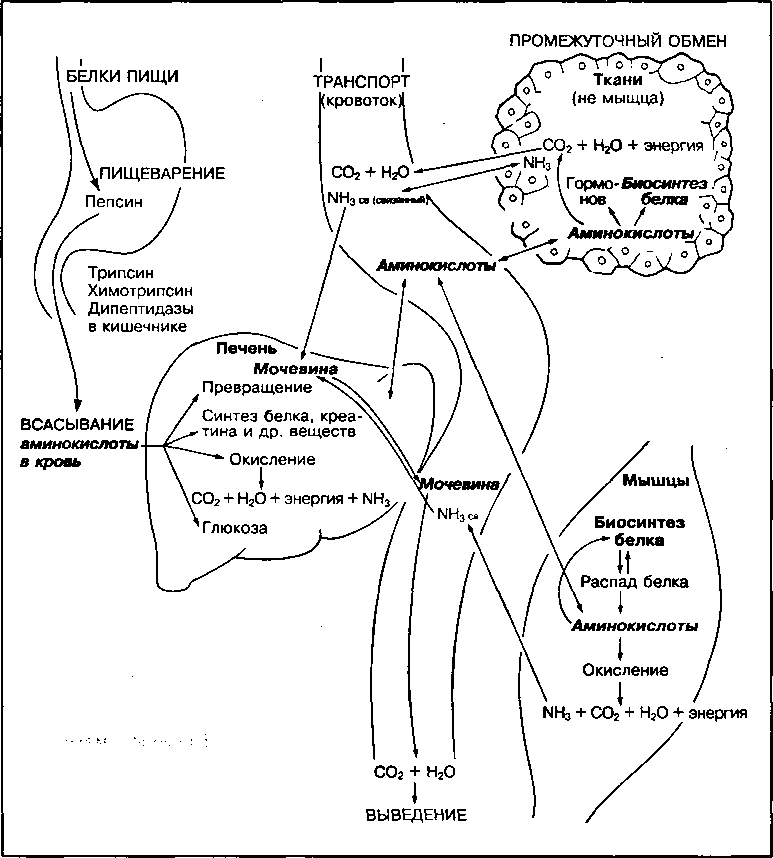 ПРОМЕЖУТОЧНЫЙ ОБМЕН
БЕЛКИ ПИЩИ
ПИЩЕВАРЕНИЕ
Пепсин
Трипсин
Химотрипсин
Дипептидазы
в кишечнике
ВСАСЫВАНИЕ
аминокислоты
в кровь
ТРАНСПОРТ
(кровоток)
CO₂ + H₂O
NH₃ св (связанный)
Аминокислоты
Ткани
(не мыщца)
CO₂ + H₂O + энергия
NH₃
Гормо-
нов
Биосинтез
белка
Аминокислоты
Печень
Мочевина
Превращение
Синтез белка, креа-
тина и др. веществ
Окисление
CO₂ + H₂O + энергия + NH₃
Глюкоза
Мочевина
NH₃ св
Мышцы
Биосинтез
белка
Распад белка
Аминокислоты
Окисление
NH₃ + CO₂ + H₂O + энергия
CO₂ + H₂O
ВЫВЕДЕНИЕ